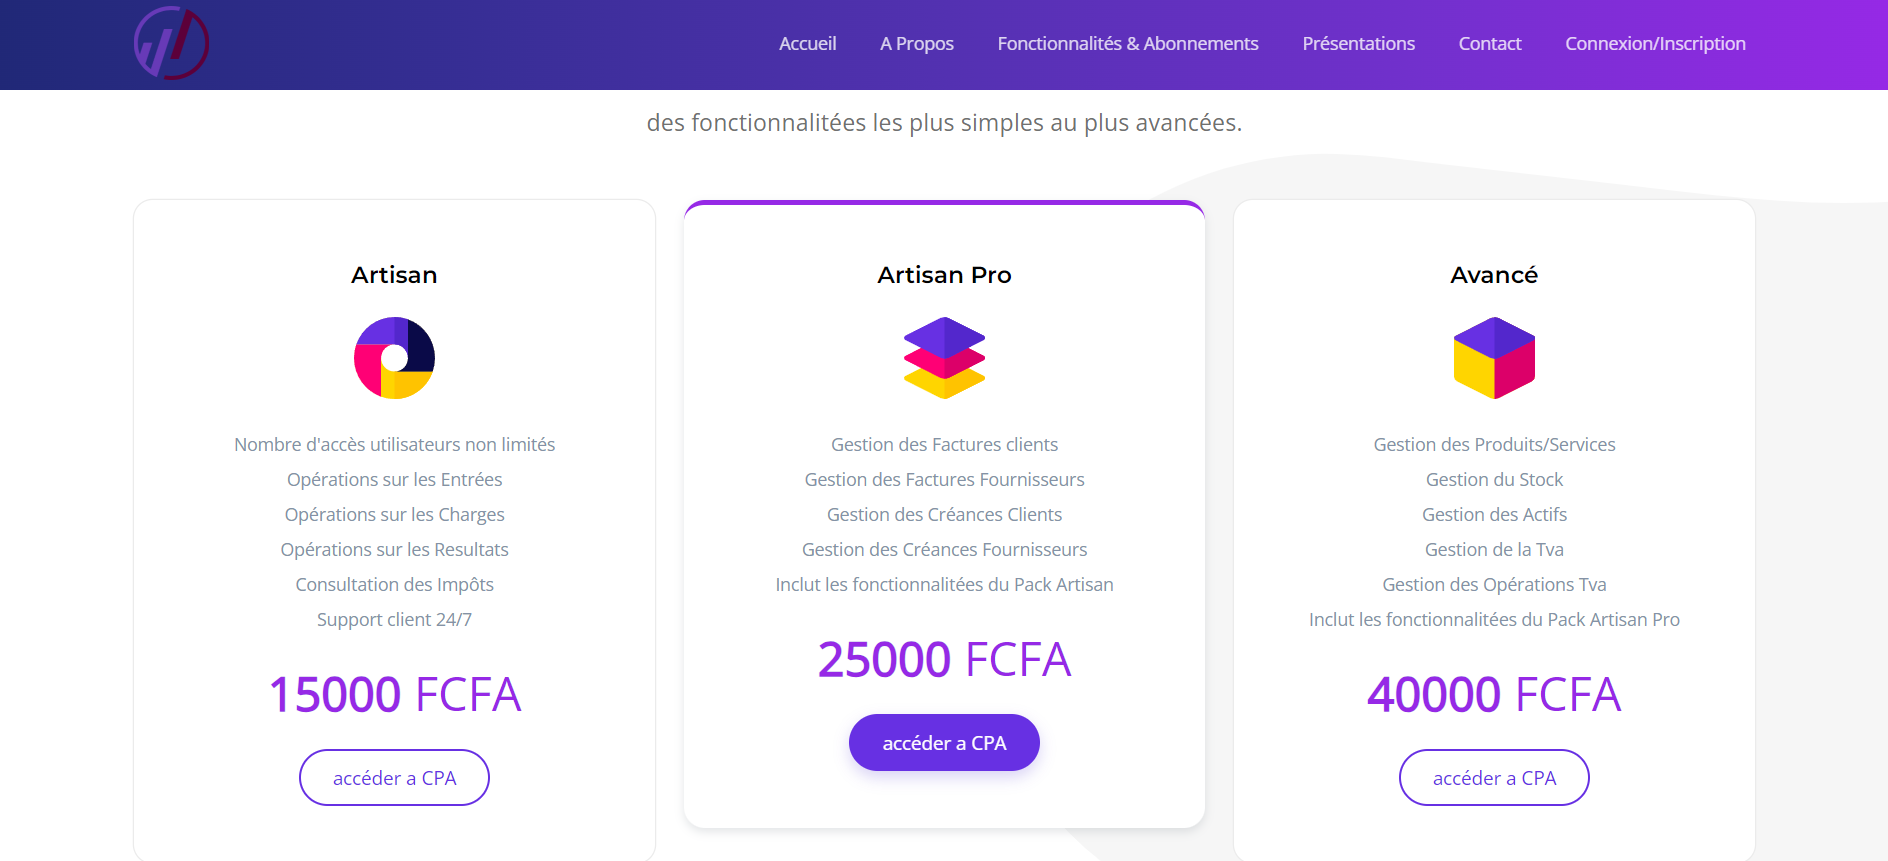 Accueil A Propos Fonctionnalités & Abonnements Présentations Contact Connexion/Inscription
des fonctionnalitées les plus simples au plus avancées.
Artisan
Nombre d'accès utilisateurs non limités
Opérations sur les Entrées
Opérations sur les Charges
Opérations sur les Resultats
Consultation des Impôts
Support client 24/7
15000 FCFA
accéder a CPA
Artisan Pro
Gestion des Factures clients
Gestion des Factures Fournisseurs
Gestion des Créances Clients
Gestion des Créances Fournisseurs
Inclut les fonctionnalitées du Pack Artisan
25000 FCFA
accéder a CPA
Avancé
Gestion des Produits/Services
Gestion du Stock
Gestion des Actifs
Gestion de la Tva
Gestion des Opérations Tva
Inclut les fonctionnalitées du Pack Artisan Pro
40000 FCFA
accéder a CPA